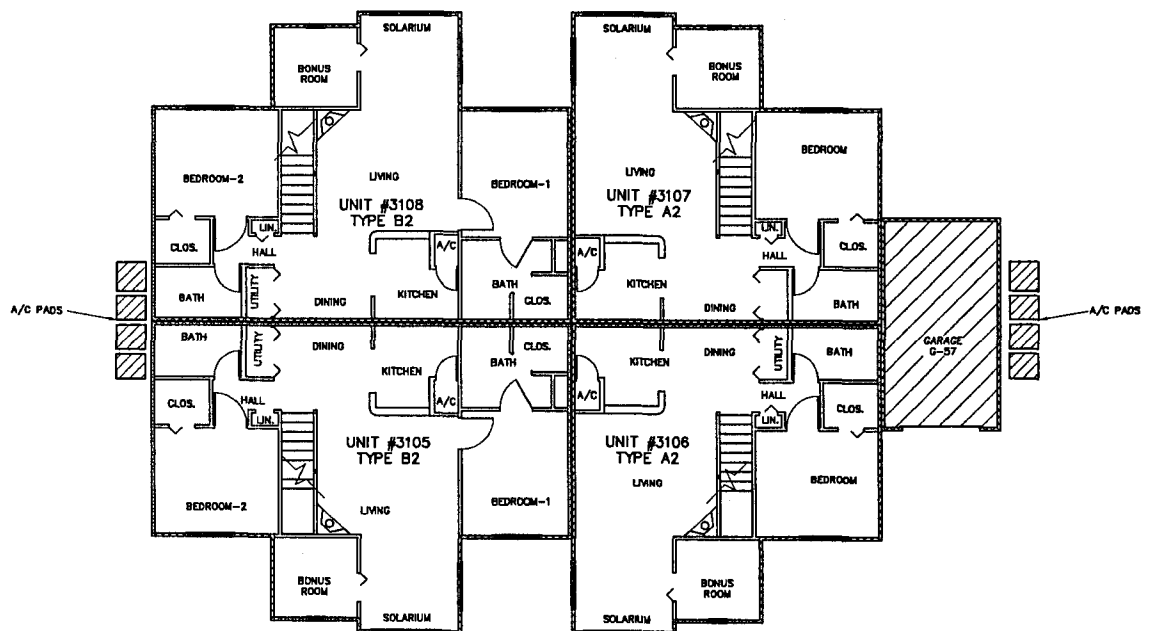 SOLARIUM
SOLARIUM
BONUS
ROOM
BONUS
ROOM
BEDROOM-2
LIVING
BEDROOM-1
LIVING
BEDROOM
UNIT #3108
TYPE B2
UNIT #3107
TYPE A2
CLOS.
LIN.
HALL
A/C
A/C
LIN.
HALL
CLOS.
BATH
UTILITY
DINING
KITCHEN
BATH
CLOS.
KITCHEN
DINING
BATH
A/C PADS
A/C PADS
BATH
UTILITY
DINING
KITCHEN
BATH
CLOS.
KITCHEN
DINING
UTILITY
BATH
GARAGE
G-57
CLOS.
HALL
LIN.
A/C
A/C
HALL
LIN.
CLOS.
UNIT #3105
TYPE B2
UNIT #3106
TYPE A2
BEDROOM-2
LIVING
BEDROOM-1
LIVING
BEDROOM
BONUS
ROOM
BONUS
ROOM
SOLARIUM
SOLARIUM